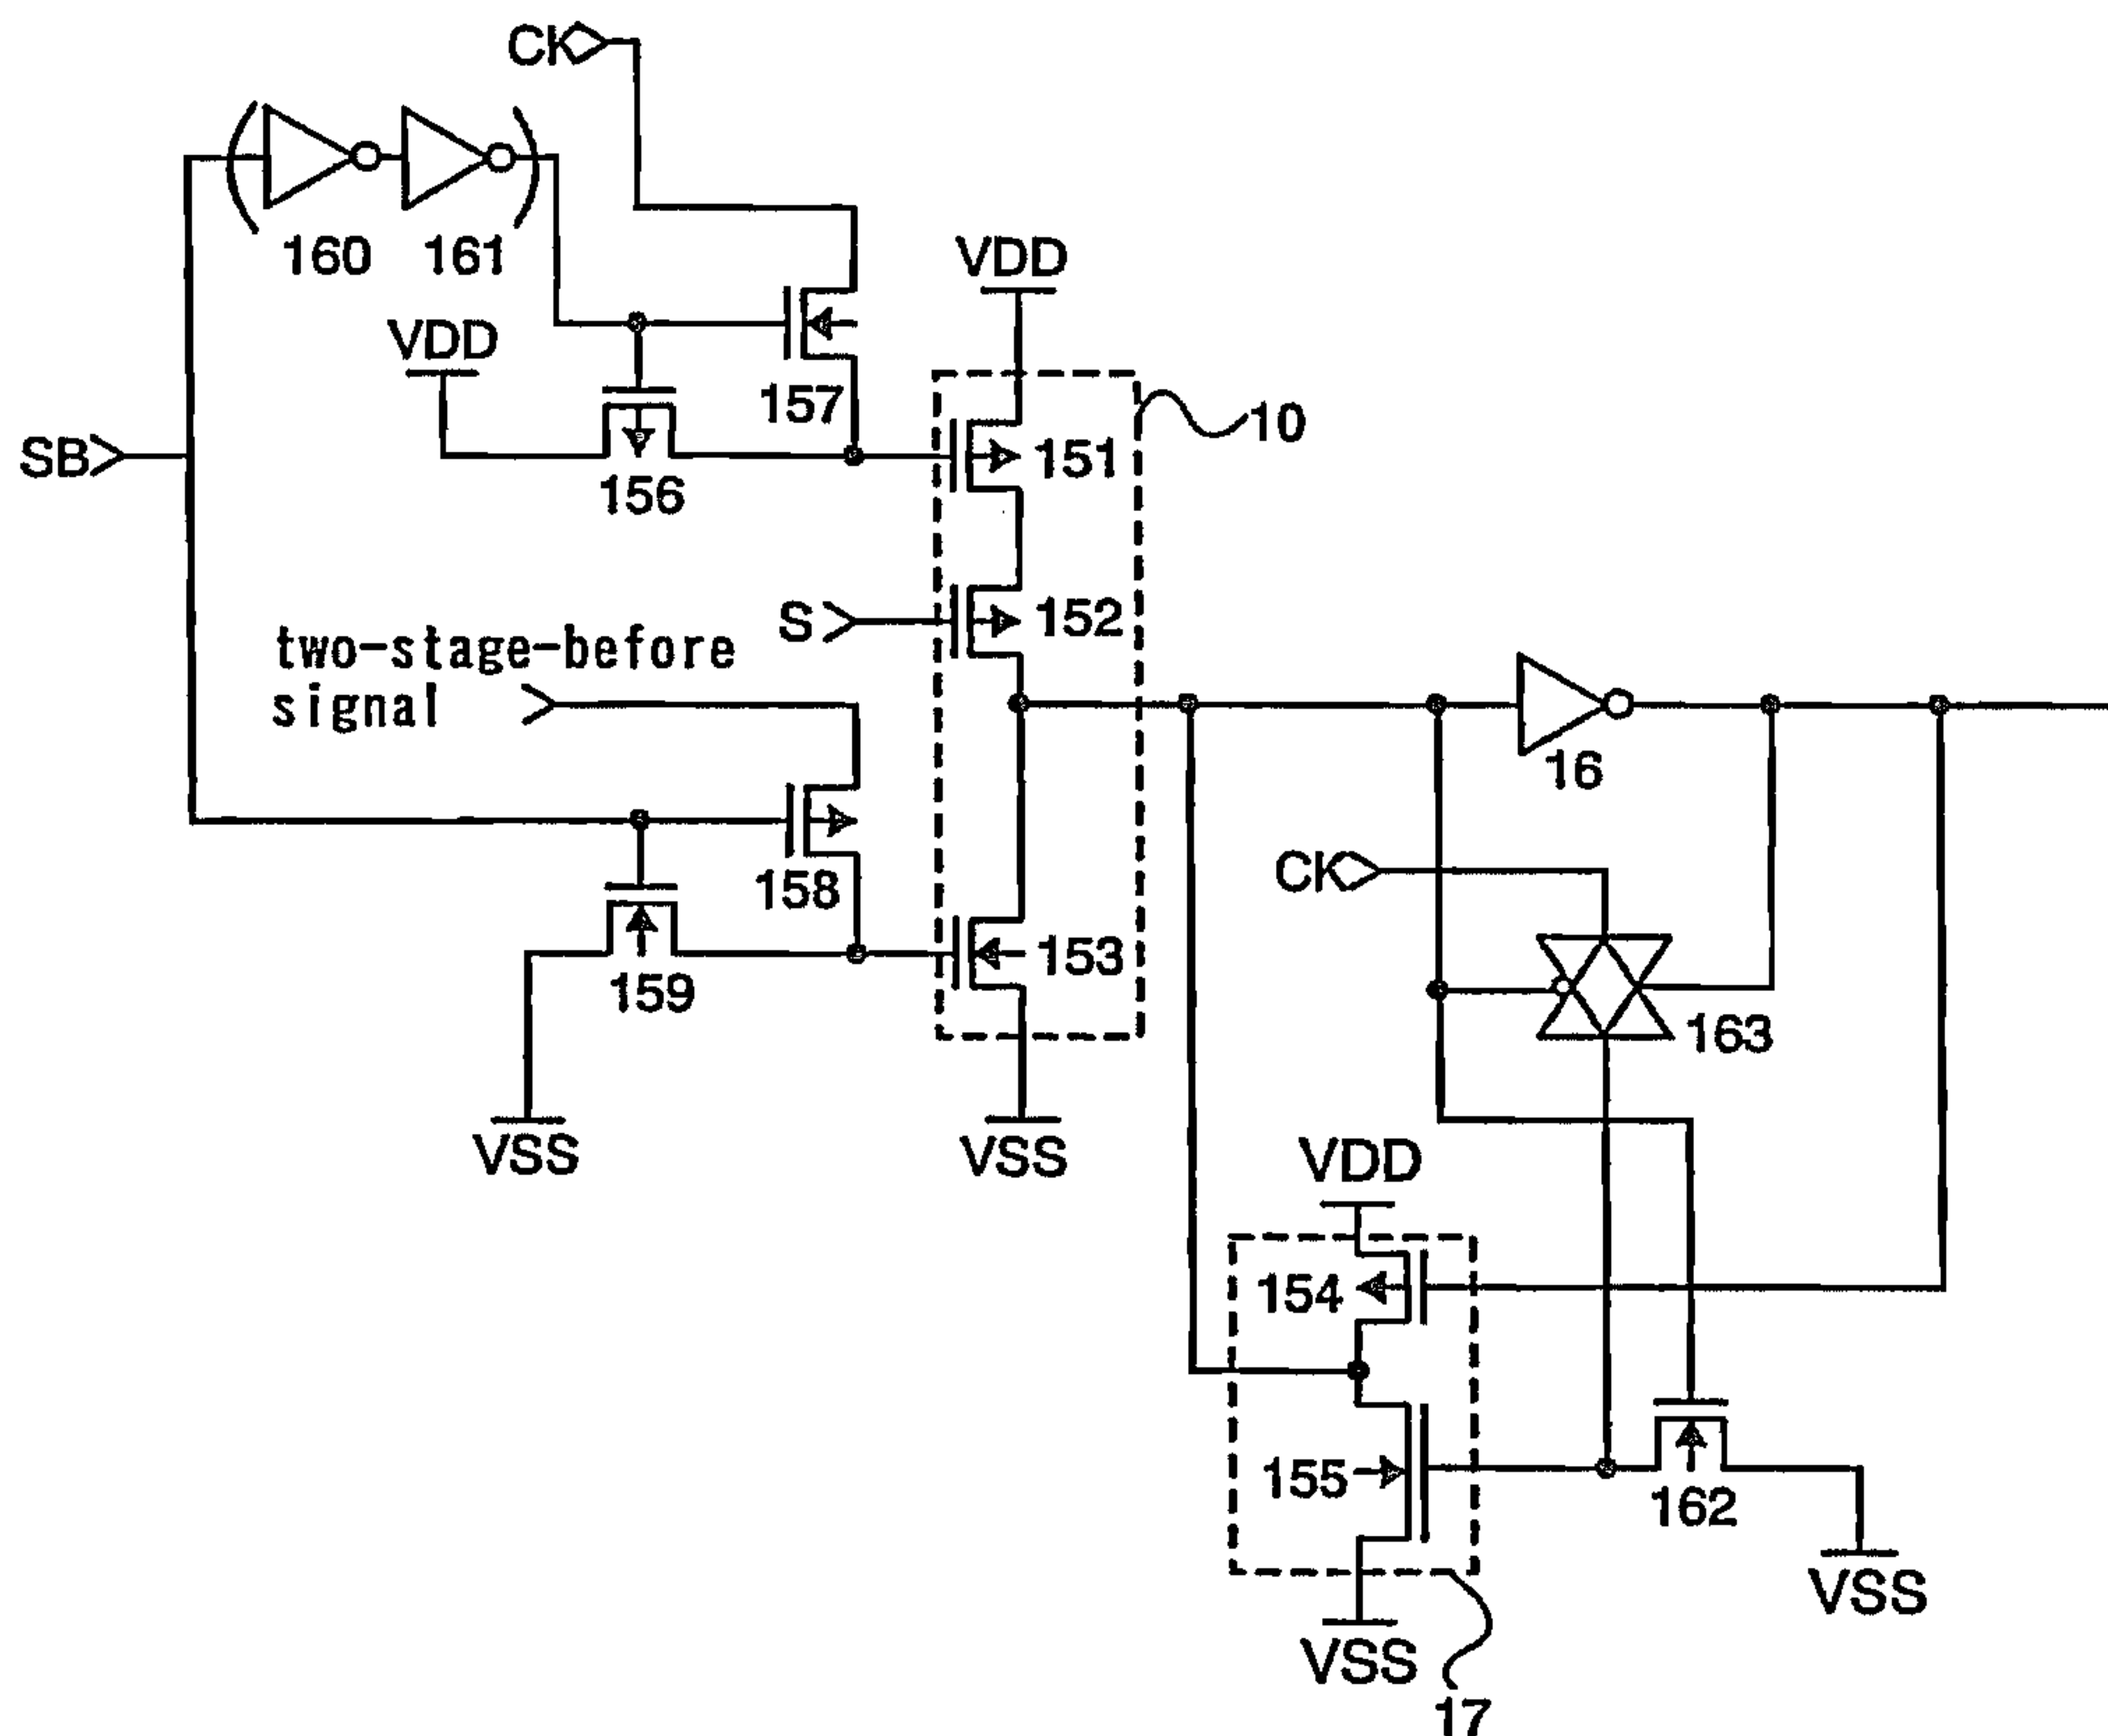 CK
160
161
VDD
VDD
157
10
SB
151
156
S
152
two-stage-before
signal
16
158
CK
159
153
163
VSS
VSS
VDD
154
155
162
VSS
VSS
17